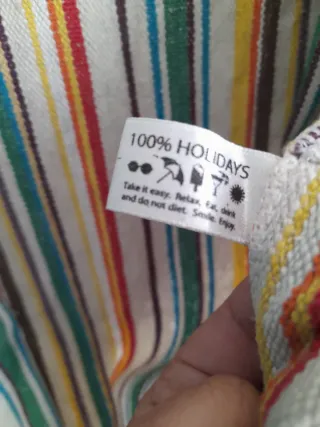 100% HOLIDAYS
Take it easy. Relax. Eat, drink
and do not diet. Smile. Enjoy.